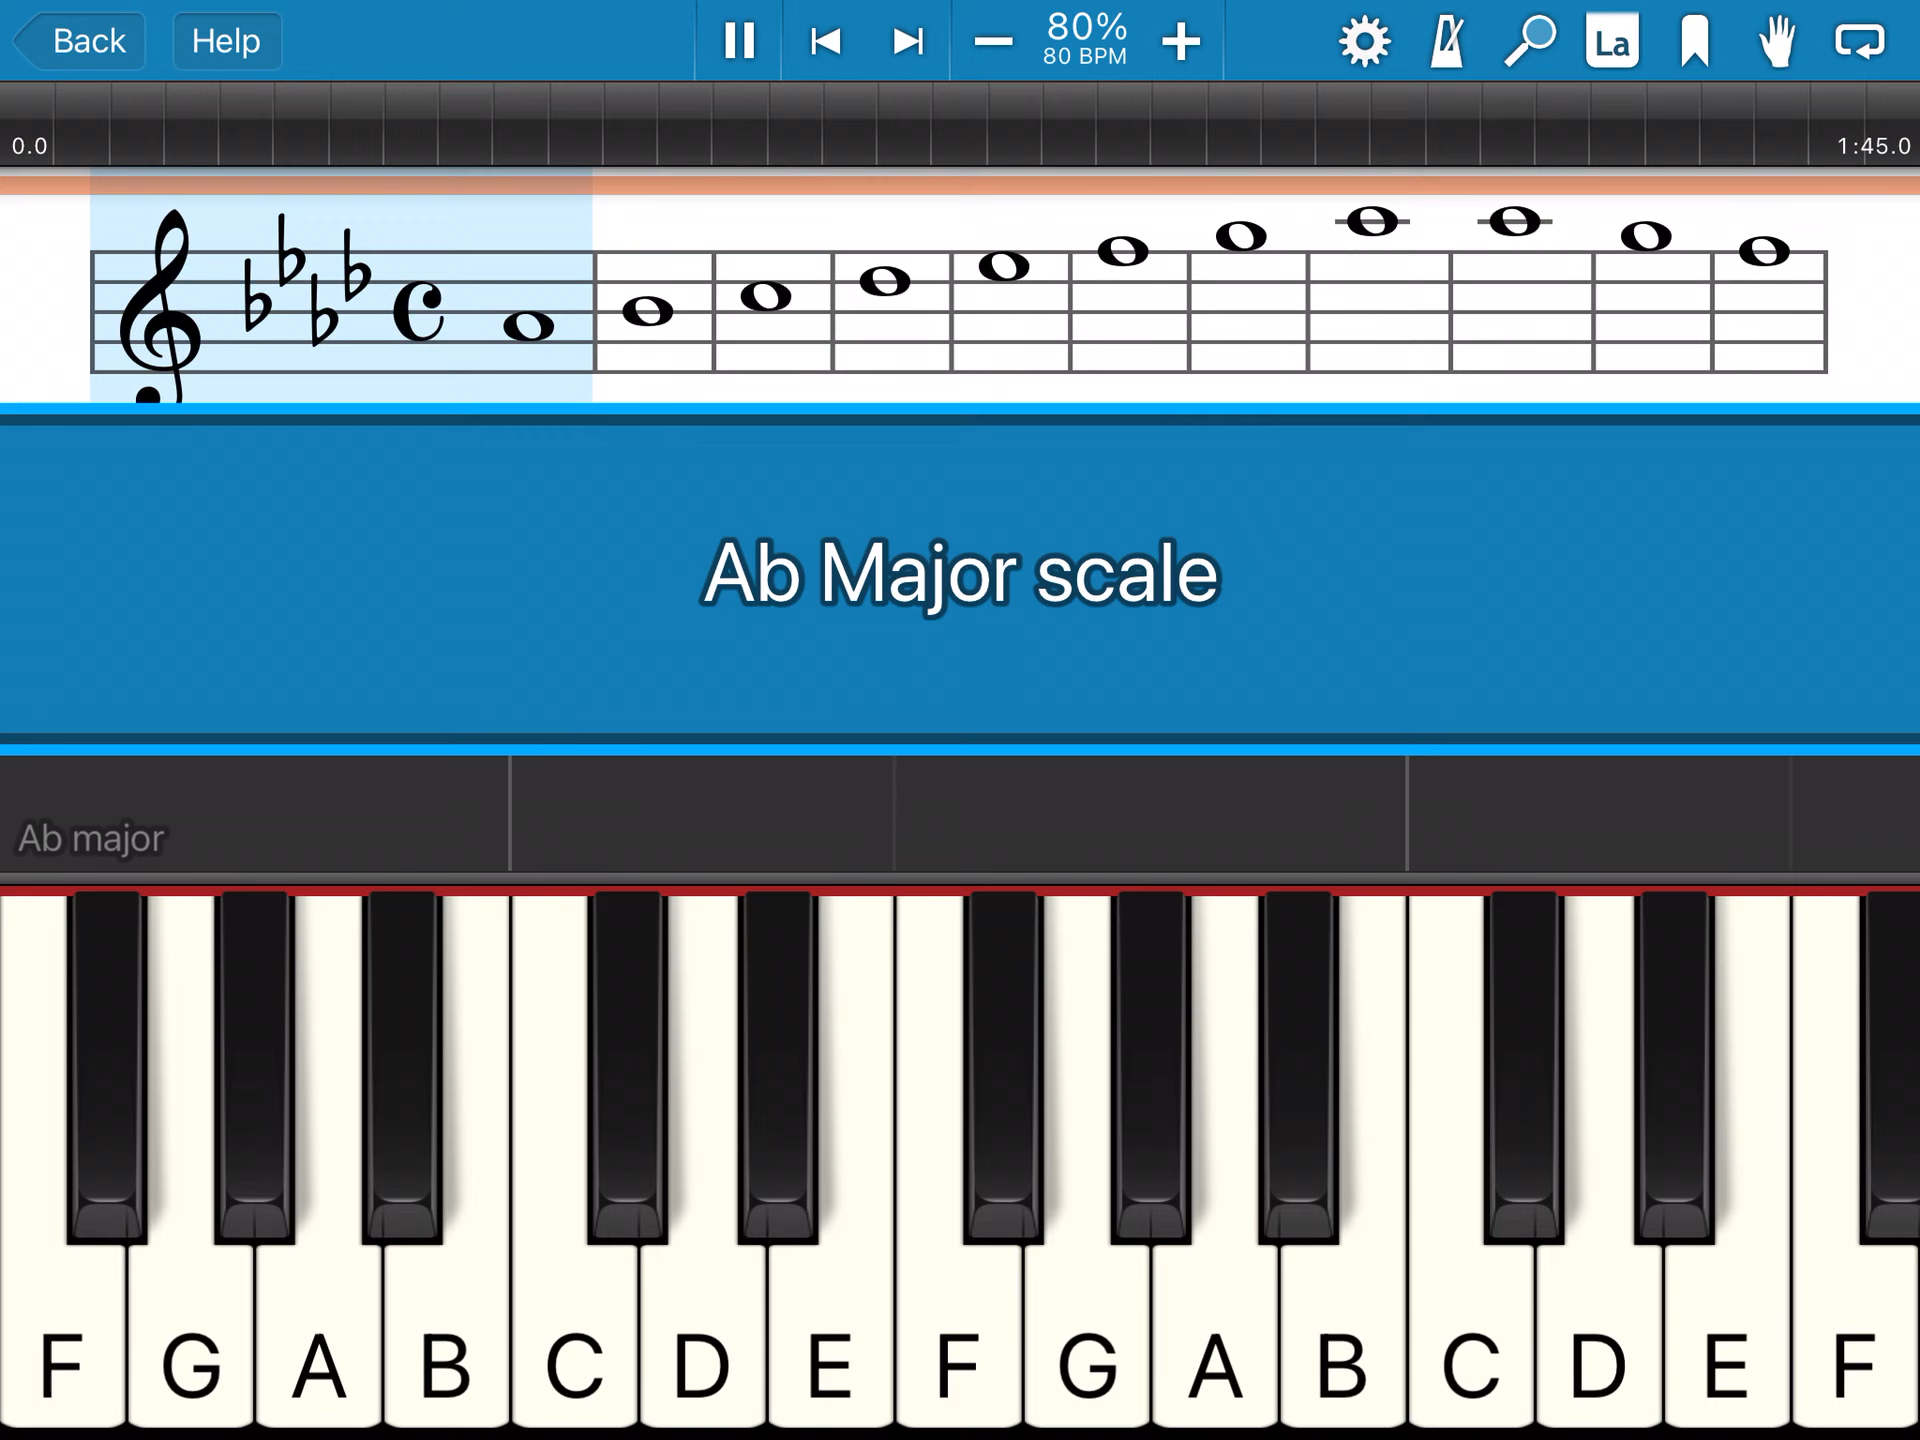 Back Help 80% La
80 BPM
0.0 1:45.0
Ab Major scale
Ab major
F G A B C D E F G A B C D E F